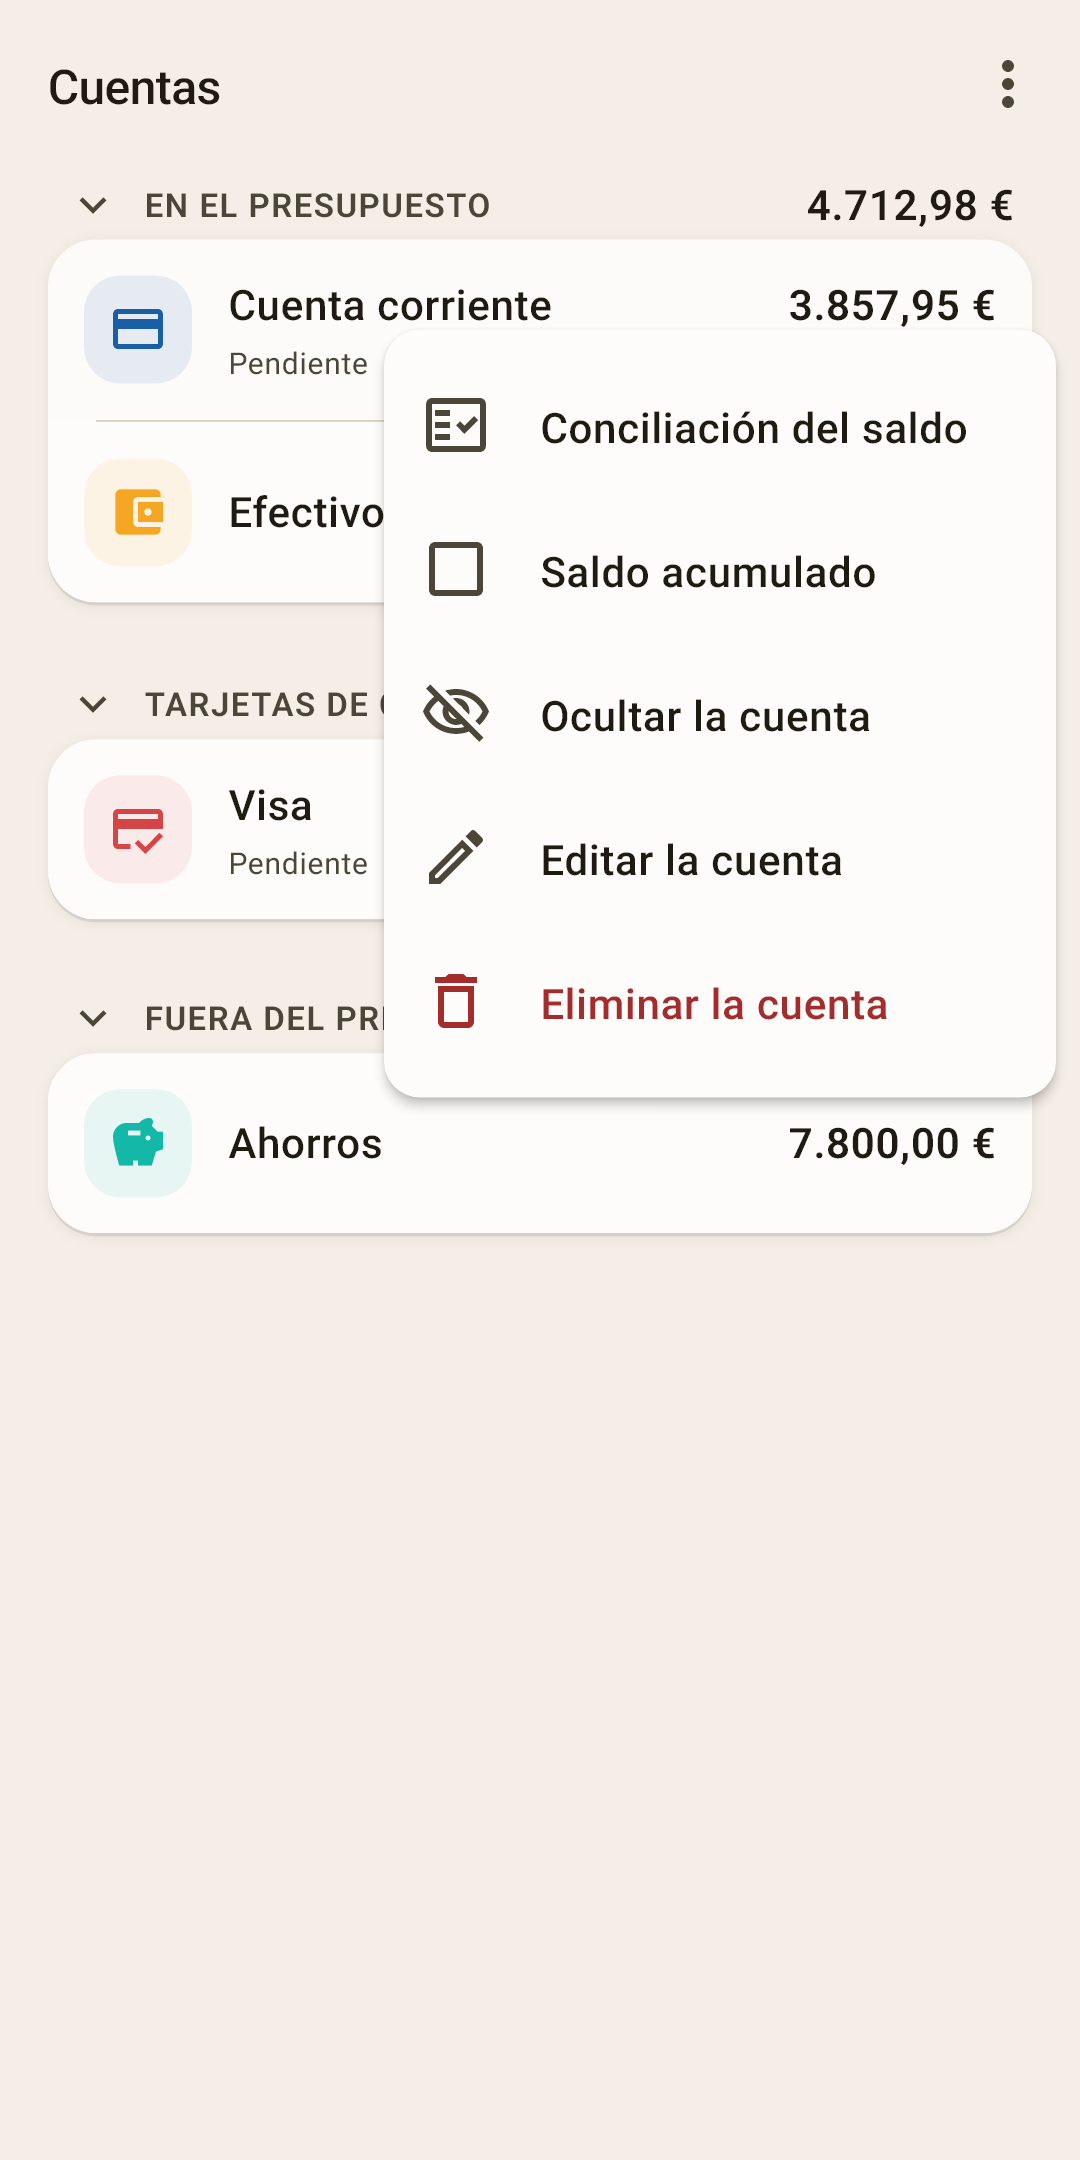 Cuentas
EN EL PRESUPUESTO 4.712,98 €
Cuenta corriente 3.857,95 €
Pendiente
Conciliación del saldo
Efectivo
Saldo acumulado
TARJETAS DE
Ocultar la cuenta
Visa
Pendiente
Editar la cuenta
FUERA DEL
Eliminar la cuenta
Ahorros 7.800,00 €